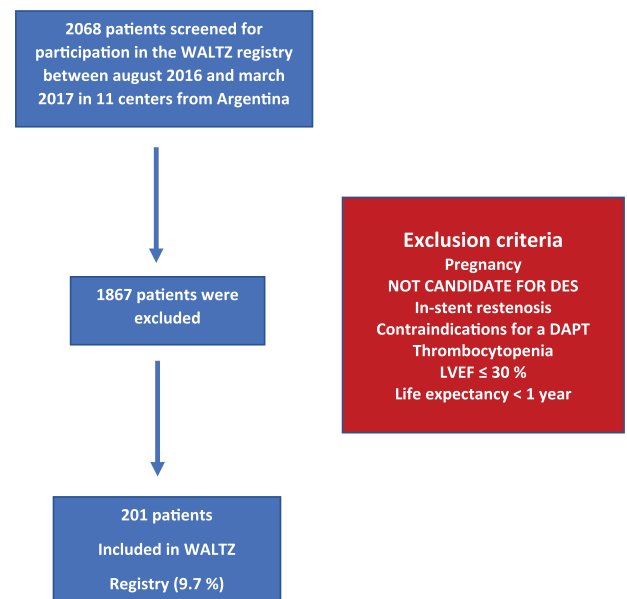 2068 patients screened for
participation in the WALTZ registry
between august 2016 and march
2017 in 11 centers from Argentina
1867 patients were
excluded
Exclusion criteria
Pregnancy
NOT CANDIDATE FOR DES
In-stent restenosis
Contraindications for a DAPT
Thrombocytopenia
LVEF ≤ 30 %
Life expectancy < 1 year
201 patients
Included in WALTZ
Registry (9.7 %)